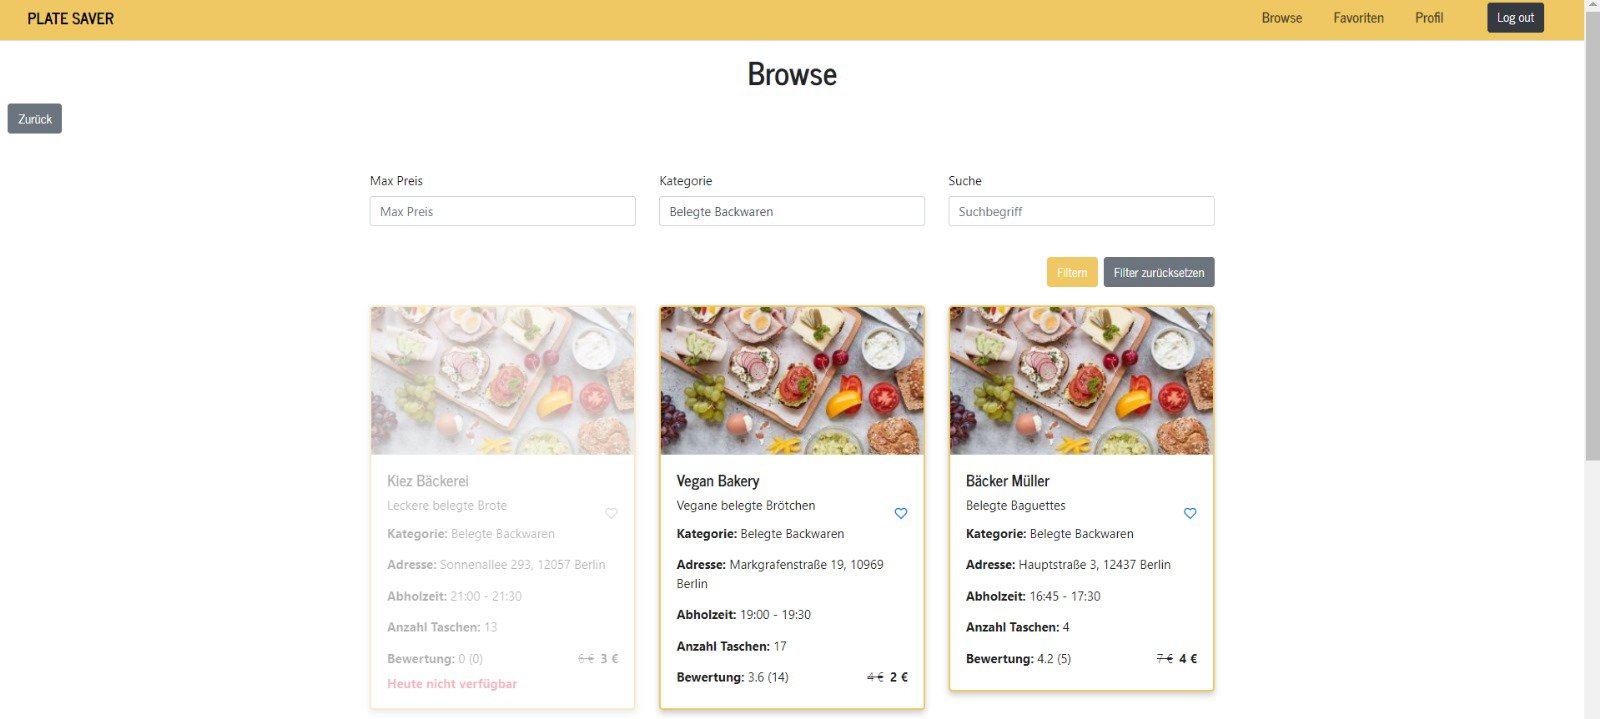 PLATE SAVER
Browse
Favoriten
Profil
Log out
Browse
Zurück
Max Preis
Kategorie
Suche
Max Preis
Belegte Backwaren
Suchbegriff
Filtern
Filter zurücksetzen
Kiez Bäckerei
Leckere belegte Brote
Kategorie: Belegte Backwaren
Adresse: Sonnenallee 293, 12057 Berlin
Abholzeit: 21:00 - 21:30
Anzahl Taschen: 13
Bewertung: 0 (0) 6 € 3 €
Heute nicht verfügbar
Vegan Bakery
Vegane belegte Brötchen
Kategorie: Belegte Backwaren
Adresse: Markgrafenstraße 19, 10969
Berlin
Abholzeit: 19:00 - 19:30
Anzahl Taschen: 17
Bewertung: 3.6 (14) 4 € 2 €
Bäcker Müller
Belegte Baguettes
Kategorie: Belegte Backwaren
Adresse: Hauptstraße 3, 12437 Berlin
Abholzeit: 16:45 - 17:30
Anzahl Taschen: 4
Bewertung: 4.2 (5) 7 € 4 €